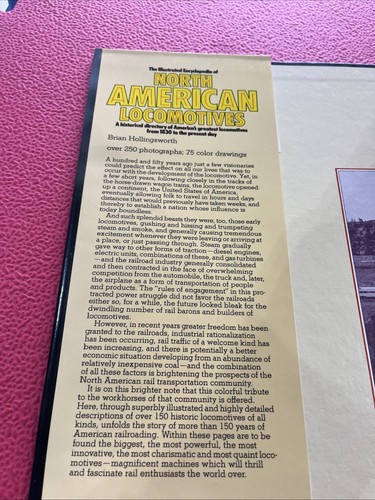 The Illustrated Encyclopedia of
NORTH
AMERICAN
LOCOMOTIVES
A historical directory of America's greatest locomotives
from 1830 to the present day
Brian Hollingsworth
over 250 photographs; 75 color drawings
A hundred and fifty years ago just a few visionaries
could predict the effect on all our lives that was to
occur with the development of the locomotive. Yet, in
a few short years, following closely in the tracks of
the horse-drawn wagon trains, the locomotive opened
up a continent, the United States of America,
eventually allowing folk to travel in hours and days
distances that would previously have taken weeks, and
thereby to establish a nation whose influence is
today boundless.
And such splendid beasts they were, too, those early
locomotives, gushing and hissing and trumpeting
steam and smoke, and generally causing tremendous
excitement whenever they were leaving or arriving at
a place, or just passing through. Steam gradually
gave way to other forms of traction—diesel engines,
electric units, combinations of these, and gas turbines
—and the railroad industry generally consolidated
and then contracted in the face of overwhelming
competition from the automobile, the truck and, later,
the airplane as a form of transportation of people
and products. The "rules of engagement" in this pro-
tracted power struggle did not favor the railroads
either so, for a while, the future looked bleak for the
dwindling number of rail barons and builders of
locomotives.
However, in recent years greater freedom has been
granted to the railroads, industrial rationalization
has been occurring, rail traffic of a welcome kind has
been increasing, and there is potentially a better
economic situation developing from an abundance of
relatively inexpensive coal—and the combination
of all these factors is brightening the prospects of the
North American rail transportation community.
It is on this brighter note that this colorful tribute
to the workhorses of that community is offered.
Here, through superbly illustrated and highly detailed
descriptions of over 150 historic locomotives of all
kinds, unfolds the story of more than 150 years of
American railroading. Within these pages are to be
found the biggest, the most powerful, the most
innovative, the most charismatic and most quaint loco-
motives—magnificent machines which will thrill
and fascinate rail enthusiasts the world over.